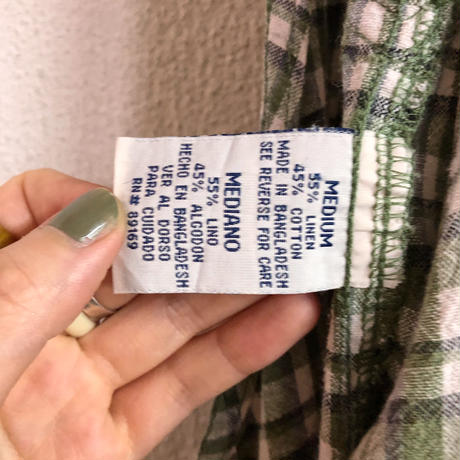 MEDIUM
55% LINEN
45% COTTON
MADE IN BANGLADESH
SEE REVERSE FOR CARE
MEDIANO
55% LINO
45% ALGODON
HECHO EN BANGLADESH
VER AL DORSO
PARA CUIDADO
RN# 89169